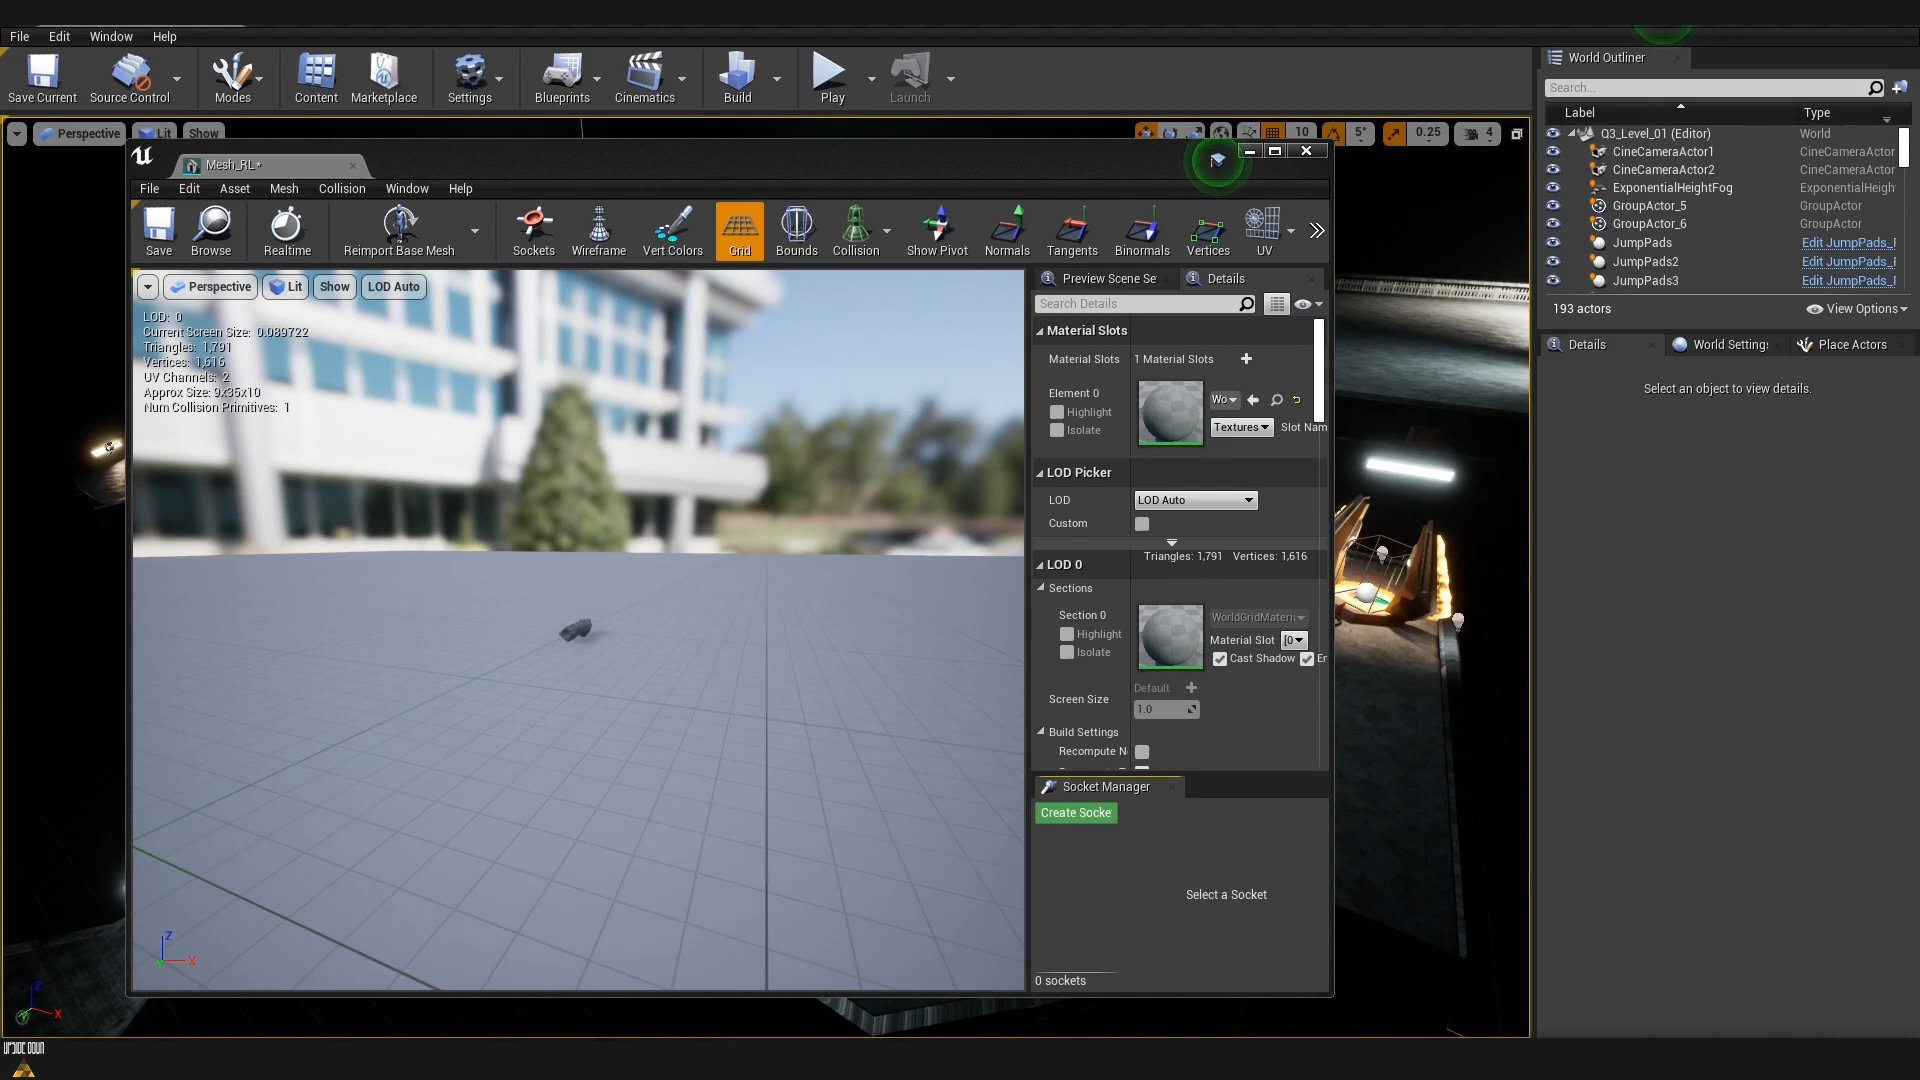 File Edit Window Help
Save Current Source Control Modes Content Marketplace Settings Blueprints Cinematics Build Play Launch
Perspective Lit Show 10 5° 0.25 4
Mesh_RL*
File Edit Asset Mesh Collision Window Help
Save Browse Realtime Reimport Base Mesh Sockets Wireframe Vert Colors Grid Bounds Collision Show Pivot Normals Tangents Binormals Vertices UV
Perspective Lit Show LOD Auto
LOD: 0
Current Screen Size: 0.089722
Triangles: 1,791
Vertices: 1,616
UV Channels: 2
Approx Size: 9x35x10
Num Collision Primitives: 1
Z
X
Preview Scene Se Details
Search Details
Material Slots
Material Slots 1 Material Slots
Element 0
Highlight
Isolate
Wo
Textures Slot Nam
LOD Picker
LOD LOD Auto
Custom
LOD 0 Triangles: 1,791 Vertices: 1,616
Sections
Section 0
Highlight
Isolate
WorldGridMateri
Material Slot [0
Cast Shadow En
Screen Size Default
1.0
Build Settings
Recompute N
Socket Manager
Create Socke
Select a Socket
0 sockets
World Outliner
Search...
Label Type
Q3_Level_01 (Editor) World
CineCameraActor1 CineCameraActor
CineCameraActor2 CineCameraActor
ExponentialHeightFog ExponentialHeigh
GroupActor_5 GroupActor
GroupActor_6 GroupActor
JumpPads Edit JumpPads_
JumpPads2 Edit JumpPads_
JumpPads3 Edit JumpPads_
193 actors View Options
Details World Settings Place Actors
Select an object to view details.
Z
Y
X
UPSIDE DOWN